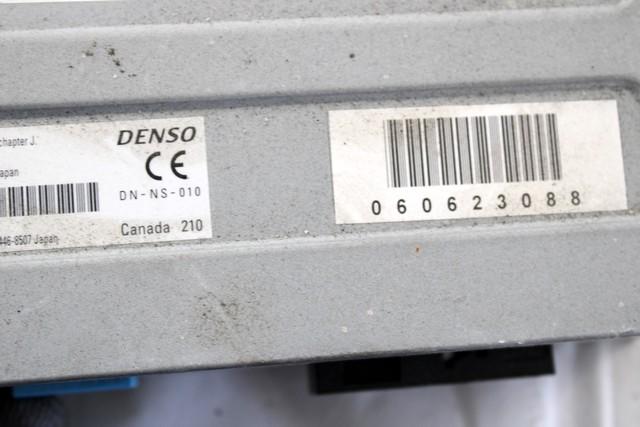 chapter J.
DENSO
Japan
CE
DN-NS-010
446-8507 Japan
Canada 210
060623088